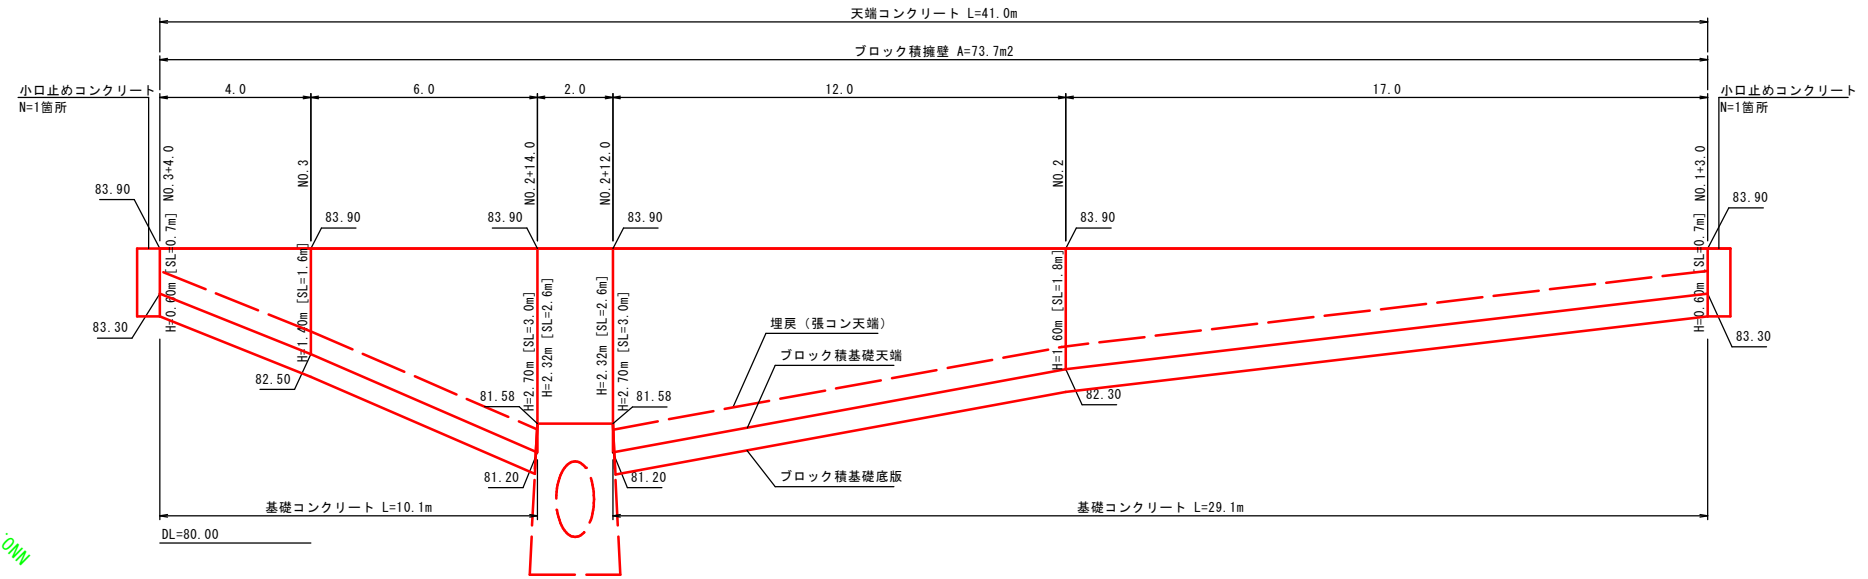 天端コンクリート L=41.0m
ブロック積擁壁 A=73.7m2
小口止めコンクリート
N=1箇所
4.0
6.0
2.0
12.0
17.0
小口止めコンクリート
N=1箇所
NO.3+4.0
NO.3
NO.2+14.0
NO.2+12.0
NO.2
NO.1+3.0
83.90
83.90
83.90
83.90
83.90
83.90
H=0.60m [SL=0.7m]
H=1.40m [SL=1.6m]
H=2.70m [SL=3.0m]
H=2.32m [SL=2.6m]
H=2.32m [SL=2.6m]
H=2.70m [SL=3.0m]
H=1.60m [SL=1.8m]
H=0.60m [SL=0.7m]
83.30
82.50
81.58
81.58
82.30
83.30
埋戻（張コン天端）
ブロック積基礎天端
ブロック積基礎底版
81.20
81.20
基礎コンクリート L=10.1m
基礎コンクリート L=29.1m
DL=80.00